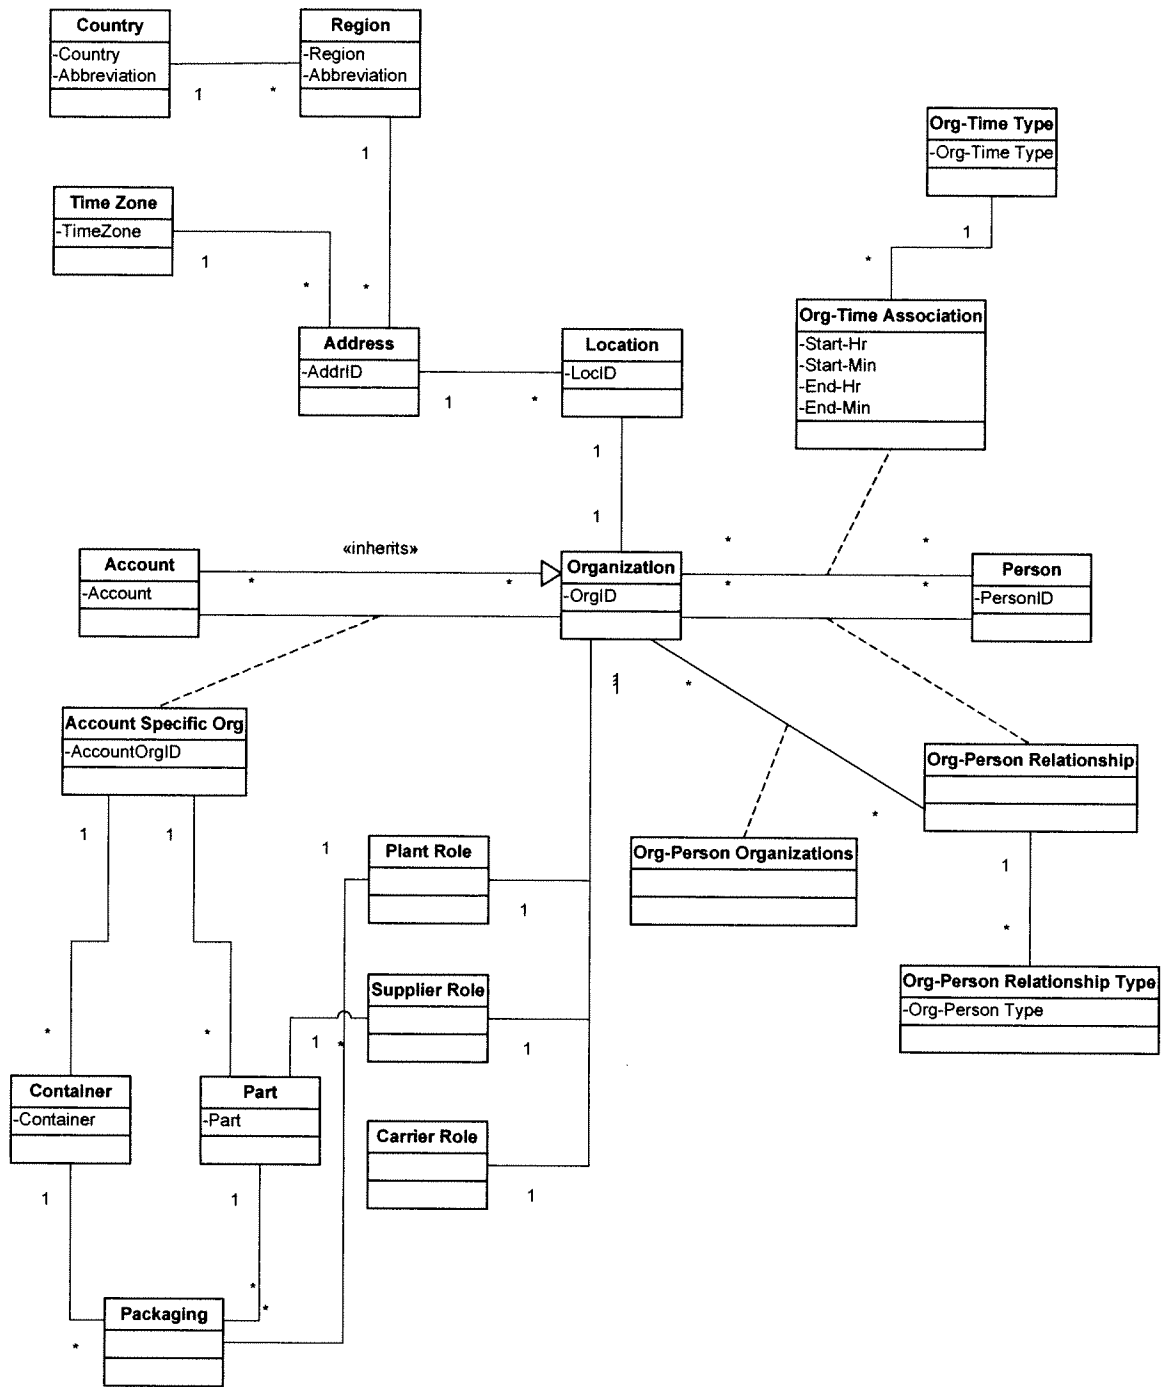 Country
-Country
-Abbreviation
Region
-Region
-Abbreviation
1
*
1
Org-Time Type
-Org-Time Type
Time Zone
-TimeZone
1
1
*
*
*
Org-Time Association
-Start-Hr
-Start-Min
-End-Hr
-End-Min
Address
-AddrID
Location
-LocID
1
*
1
1
«inherits»
*
*
Account
-Account
*
*
Organization
-OrgID
*
*
Person
-PersonID
1
*
Account Specific Org
-AccountOrgID
Org-Person Relationship
*
1
1
1
Plant Role
Org-Person Organizations
1
1
*
Supplier Role
Org-Person Relationship Type
-Org-Person Type
*
*
1
*
1
Container
-Container
Part
-Part
Carrier Role
1
1
1
*
*
Packaging
*